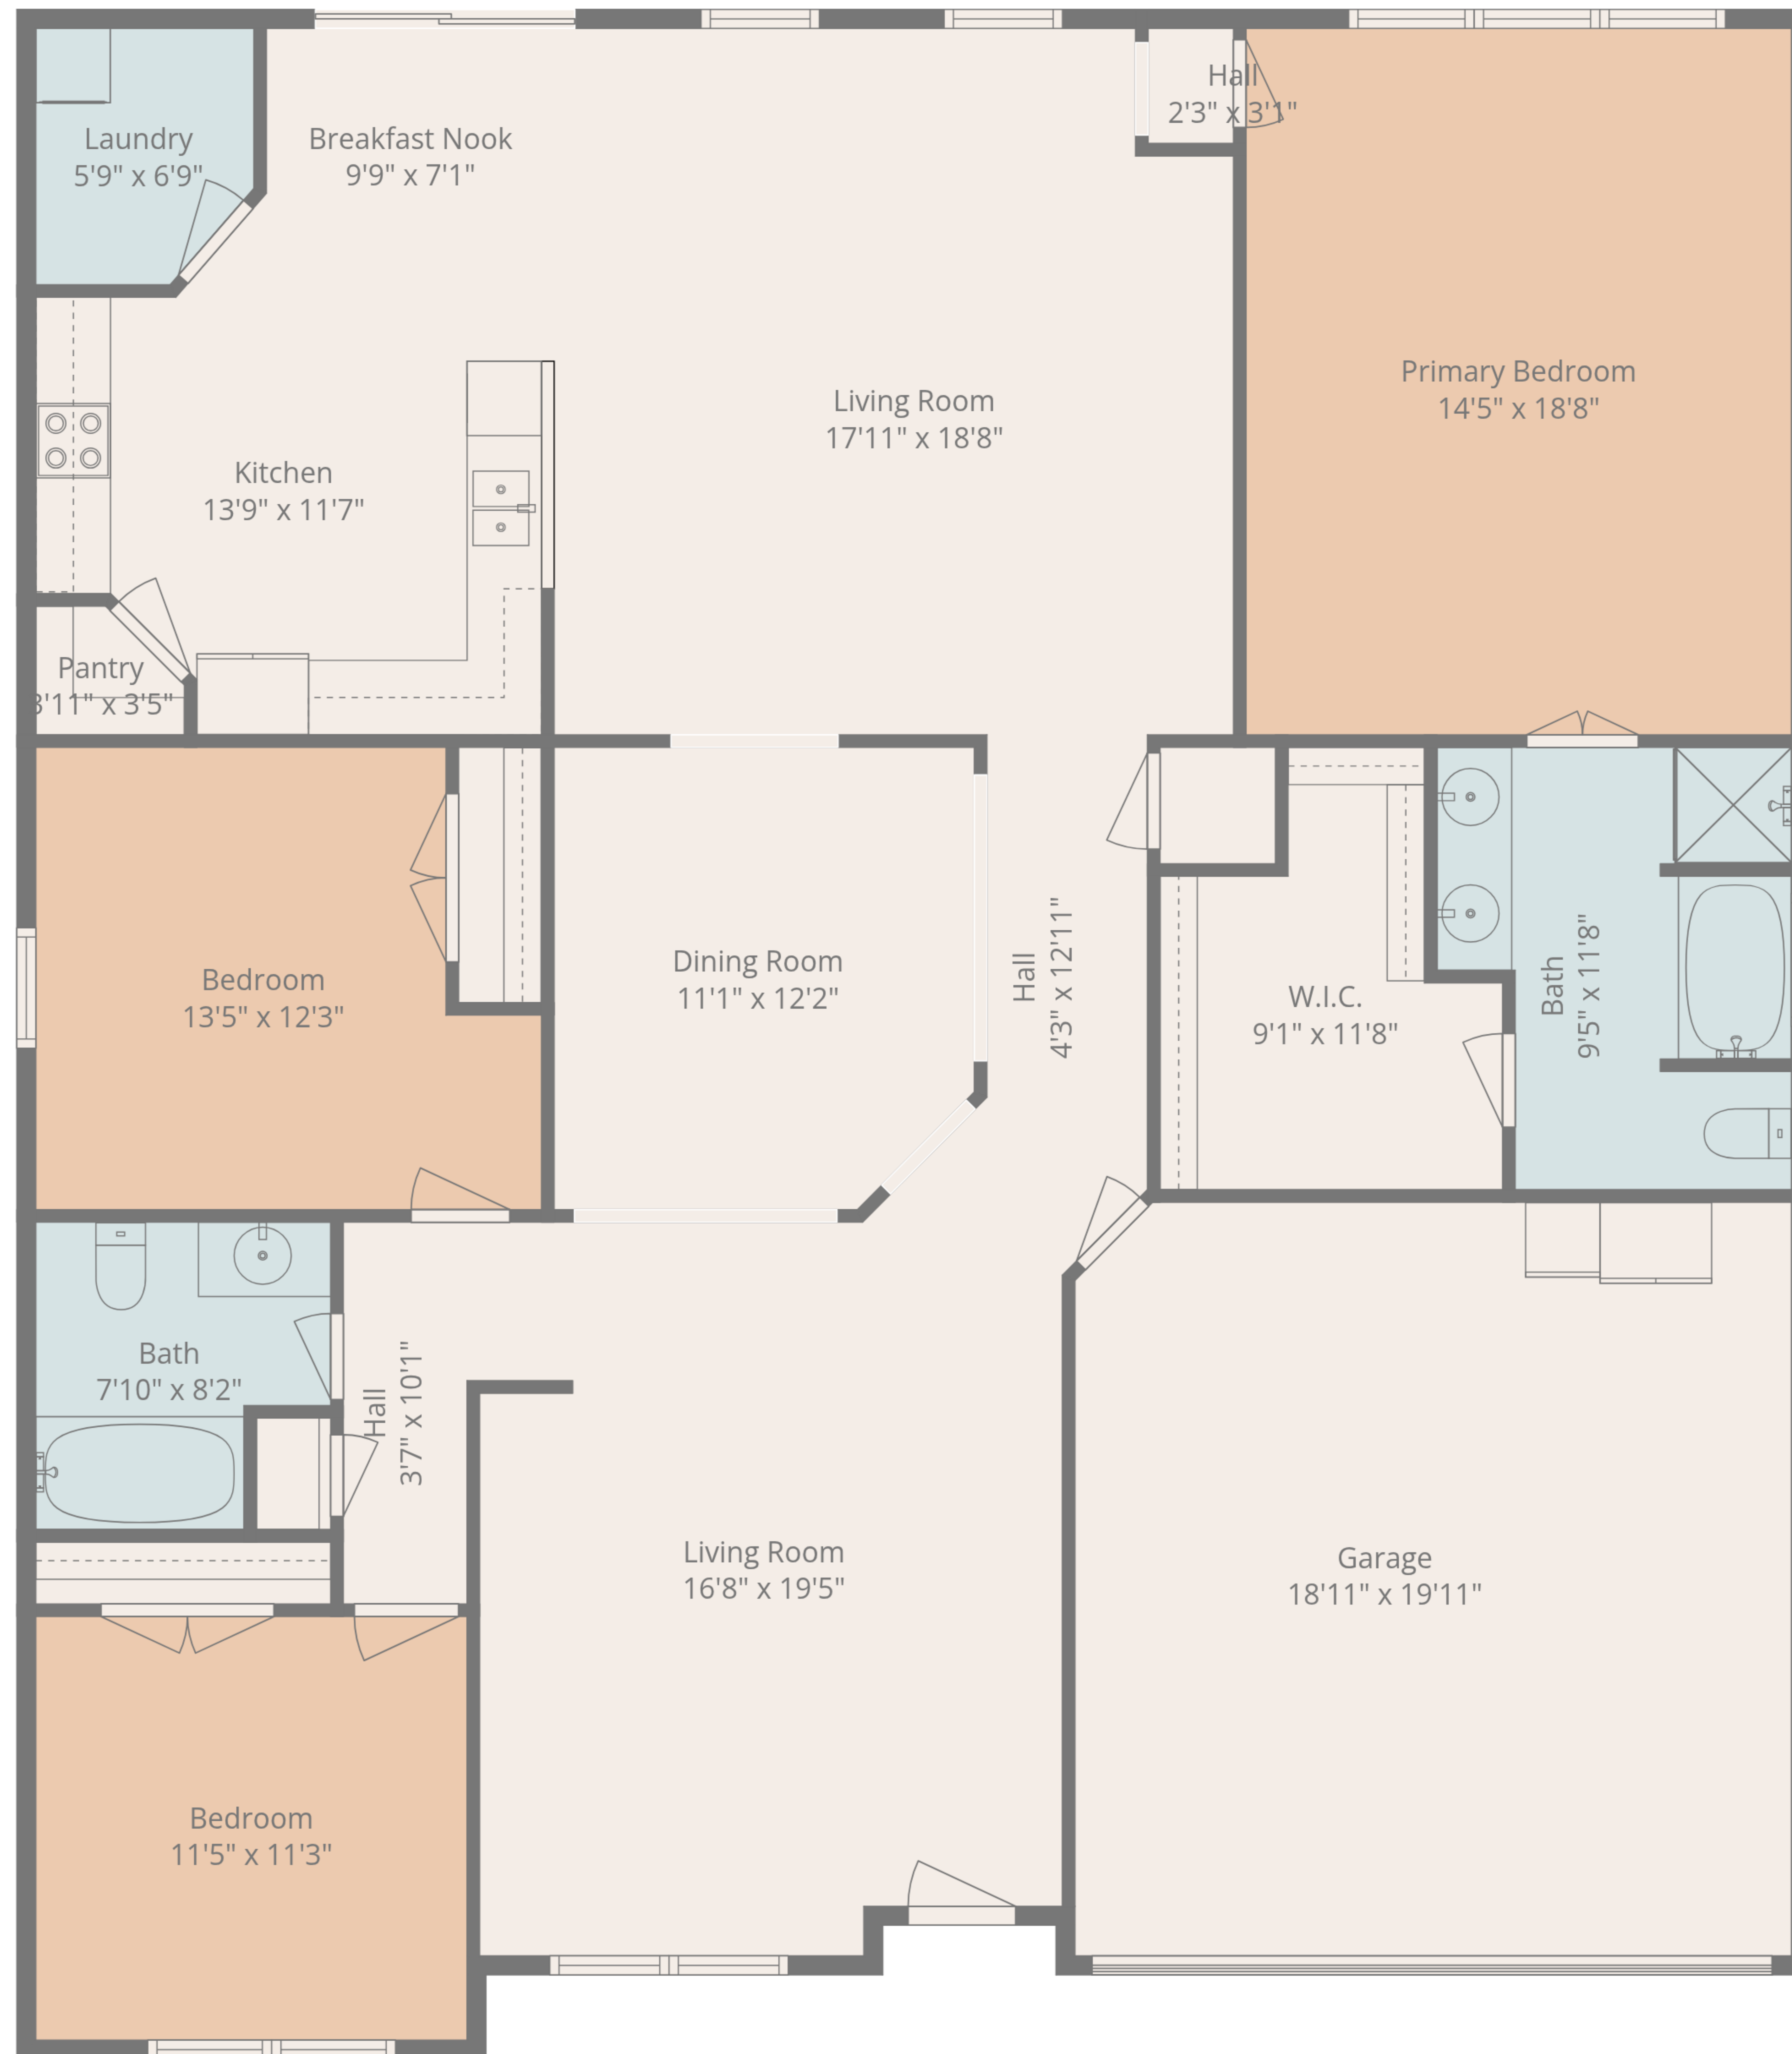 Hall
2'3" x 3'1"
Laundry
5'9" x 6'9"
Breakfast Nook
9'9" x 7'1"
Primary Bedroom
14'5" x 18'8"
Living Room
17'11" x 18'8"
Kitchen
13'9" x 11'7"
Pantry
3'11" x 3'5"
Bedroom
13'5" x 12'3"
Dining Room
11'1" x 12'2"
Hall
4'3" x 12'11"
W.I.C.
9'1" x 11'8"
Bath
9'5" x 11'8"
Bath
7'10" x 8'2"
Hall
3'7" x 10'1"
Living Room
16'8" x 19'5"
Garage
18'11" x 19'11"
Bedroom
11'5" x 11'3"